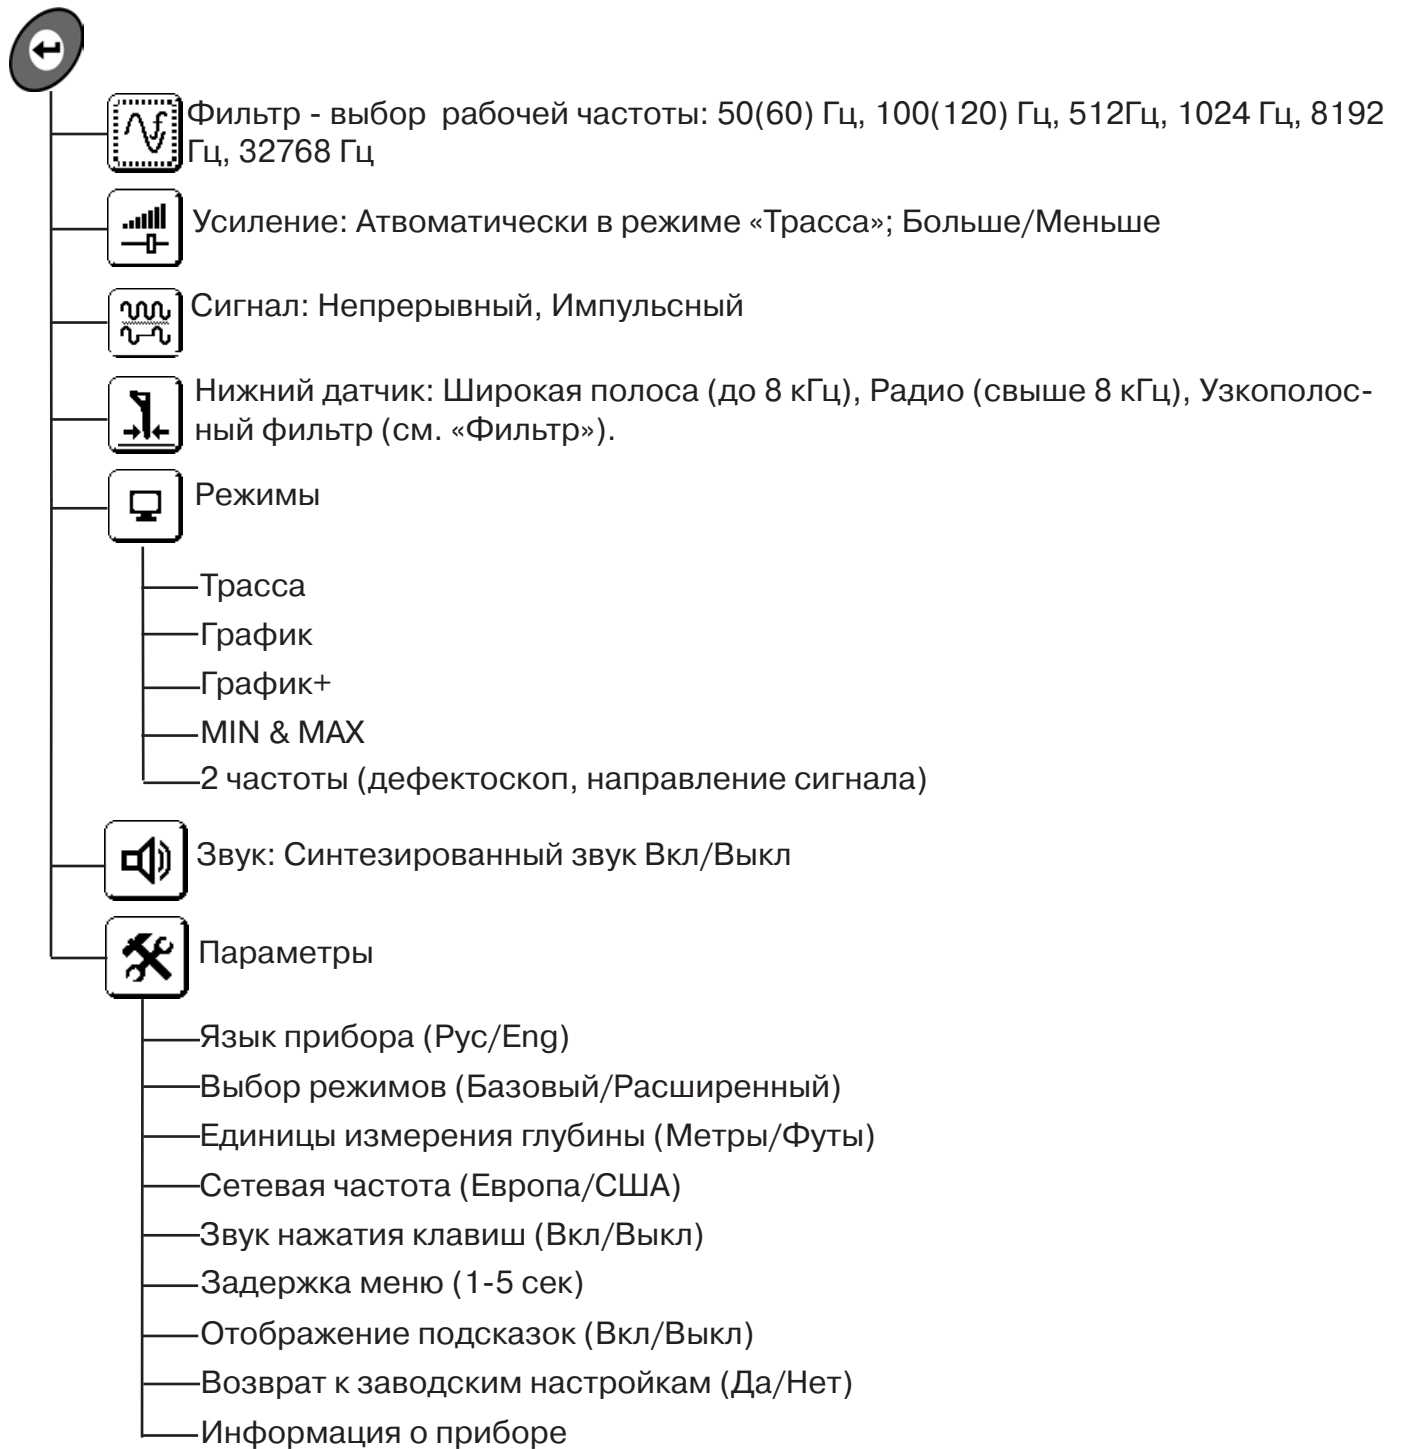 Фильтр - выбор рабочей частоты: 50(60) Гц, 100(120) Гц, 512Гц, 1024 Гц, 8192
Гц, 32768 Гц
Усиление: Атвоматически в режиме «Трасса»; Больше/Меньше
Сигнал: Непрерывный, Импульсный
Нижний датчик: Широкая полоса (до 8 кГц), Радио (свыше 8 кГц), Узкополос-
ный фильтр (см. «Фильтр»).
Режимы
Трасса
График
График+
MIN & MAX
2 частоты (дефектоскоп, направление сигнала)
Звук: Синтезированный звук Вкл/Выкл
Параметры
Язык прибора (Рус/Eng)
Выбор режимов (Базовый/Расширенный)
Единицы измерения глубины (Метры/Футы)
Сетевая частота (Европа/США)
Звук нажатия клавиш (Вкл/Выкл)
Задержка меню (1-5 сек)
Отображение подсказок (Вкл/Выкл)
Возврат к заводским настройкам (Да/Нет)
Информация о приборе